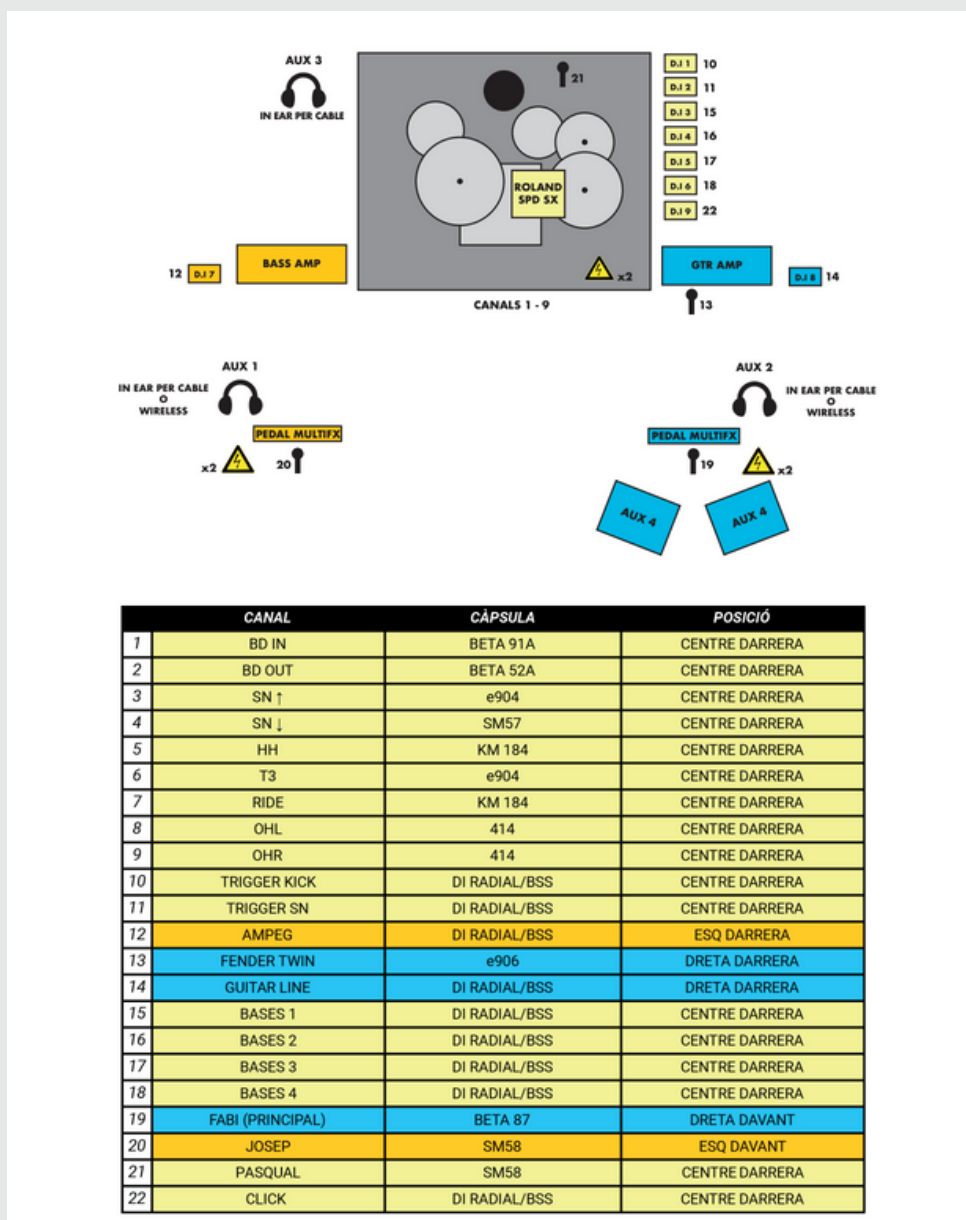 AUX 3
IN EAR PER CABLE
21
D.I 1 10
D.I 2 11
D.I 3 15
D.I 4 16
D.I 5 17
D.I 6 18
D.I 9 22
ROLAND
SPD SX
12 D.I 7
BASS AMP
x2
GTR AMP
D.I 8 14
13
CANALS 1 - 9
AUX 1
IN EAR PER CABLE
O
WIRELESS
PEDAL MULTIFX
x2
20
AUX 2
IN EAR PER CABLE
O
WIRELESS
PEDAL MULTIFX
19
x2
AUX 4
AUX 4
CANAL CÀPSULA POSICIÓ
1 BD IN BETA 91A CENTRE DARRERA
2 BD OUT BETA 52A CENTRE DARRERA
3 SN ↑ e904 CENTRE DARRERA
4 SN ↓ SM57 CENTRE DARRERA
5 HH KM 184 CENTRE DARRERA
6 T3 e904 CENTRE DARRERA
7 RIDE KM 184 CENTRE DARRERA
8 OHL 414 CENTRE DARRERA
9 OHR 414 CENTRE DARRERA
10 TRIGGER KICK DI RADIAL/BSS CENTRE DARRERA
11 TRIGGER SN DI RADIAL/BSS CENTRE DARRERA
12 AMPEG DI RADIAL/BSS ESQ DARRERA
13 FENDER TWIN e906 DRETA DARRERA
14 GUITAR LINE DI RADIAL/BSS DRETA DARRERA
15 BASES 1 DI RADIAL/BSS CENTRE DARRERA
16 BASES 2 DI RADIAL/BSS CENTRE DARRERA
17 BASES 3 DI RADIAL/BSS CENTRE DARRERA
18 BASES 4 DI RADIAL/BSS CENTRE DARRERA
19 FABI (PRINCIPAL) BETA 87 DRETA DAVANT
20 JOSEP SM58 ESQ DAVANT
21 PASQUAL SM58 CENTRE DARRERA
22 CLICK DI RADIAL/BSS CENTRE DARRERA